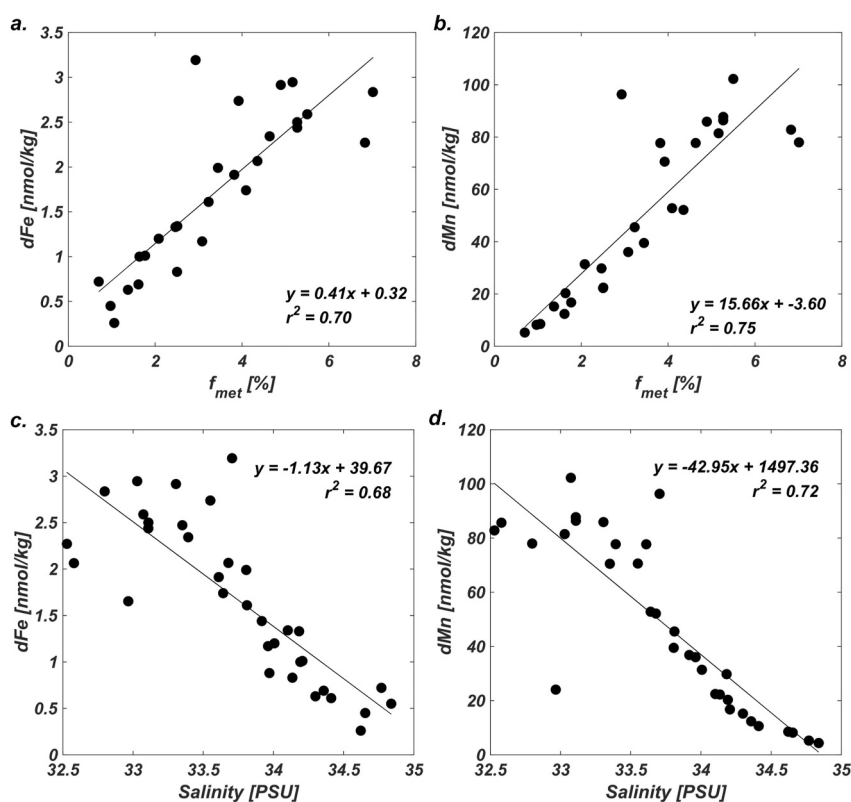 a.
dFe [nmol/kg]
3.5
3
2.5
2
1.5
1
0.5
0
y = 0.41x + 0.32
r² = 0.70
0 2 4 6 8
f_met [%]
b.
dMn [nmol/kg]
120
100
80
60
40
20
0
y = 15.66x + -3.60
r² = 0.75
0 2 4 6 8
f_met [%]
c.
dFe [nmol/kg]
3.5
3
2.5
2
1.5
1
0.5
0
y = -1.13x + 39.67
r² = 0.68
32.5 33 33.5 34 34.5 35
Salinity [PSU]
d.
dMn [nmol/kg]
120
100
80
60
40
20
0
y = -42.95x + 1497.36
r² = 0.72
32.5 33 33.5 34 34.5 35
Salinity [PSU]